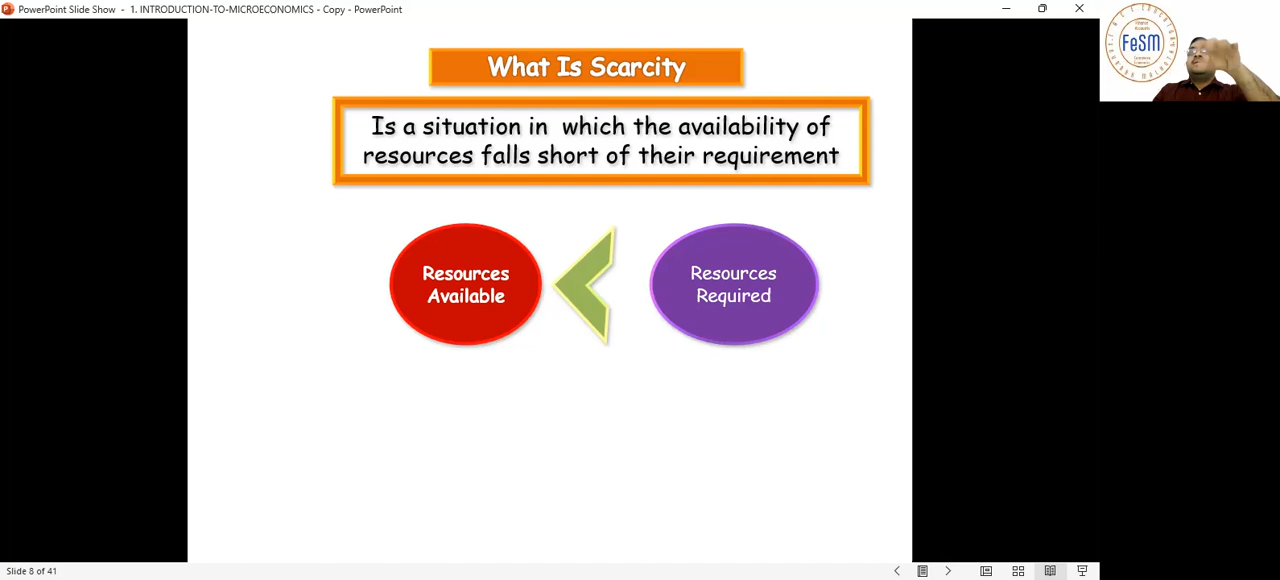 PowerPoint Slide Show - 1. INTRODUCTION-TO-MICROECONOMICS - Copy - PowerPoint
FeSM
What Is Scarcity
Is a situation in which the availability of
resources falls short of their requirement
Resources
Available
Resources
Required
Slide 8 of 41